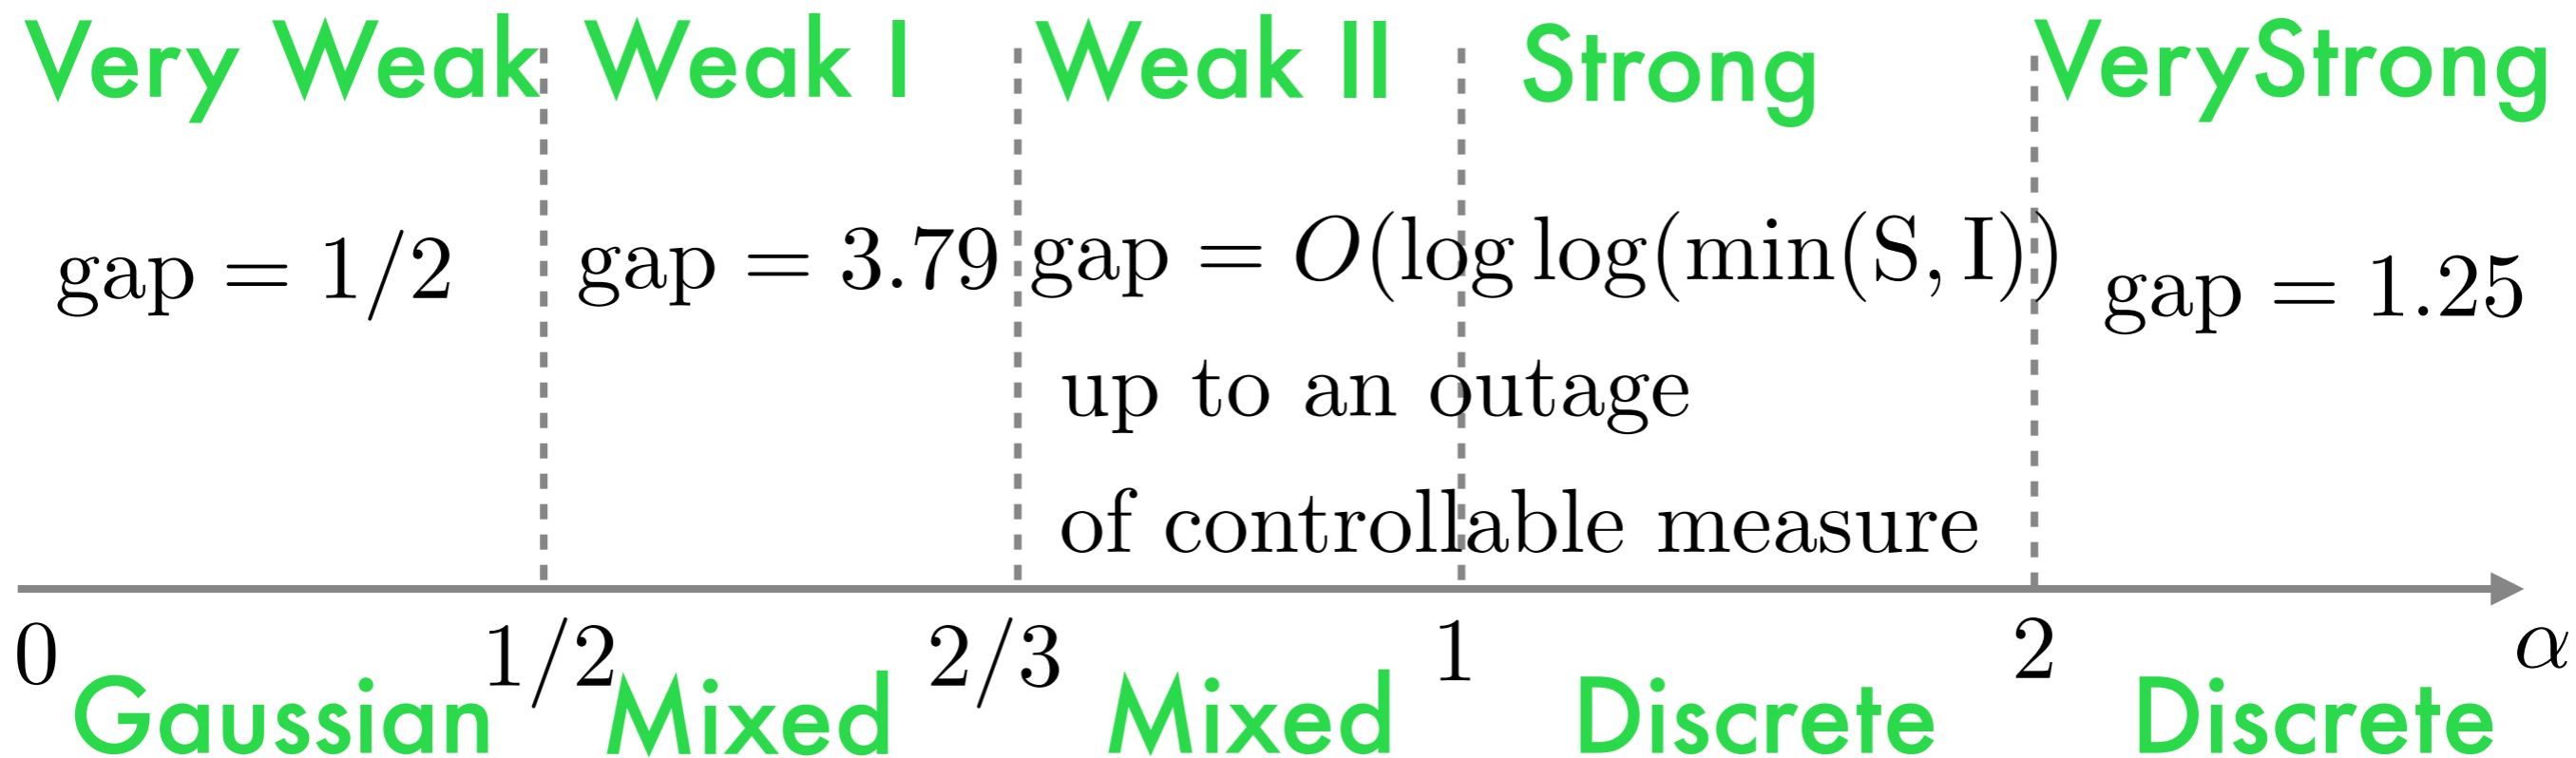 Very Weak Weak I Weak II Strong VeryStrong
gap = 1/2 gap = 3.79 gap = O(log log(min(S, I)) gap = 1.25
up to an outage
of controllable measure
0 1/2 2/3 1 2 α
Gaussian Mixed Mixed Discrete Discrete